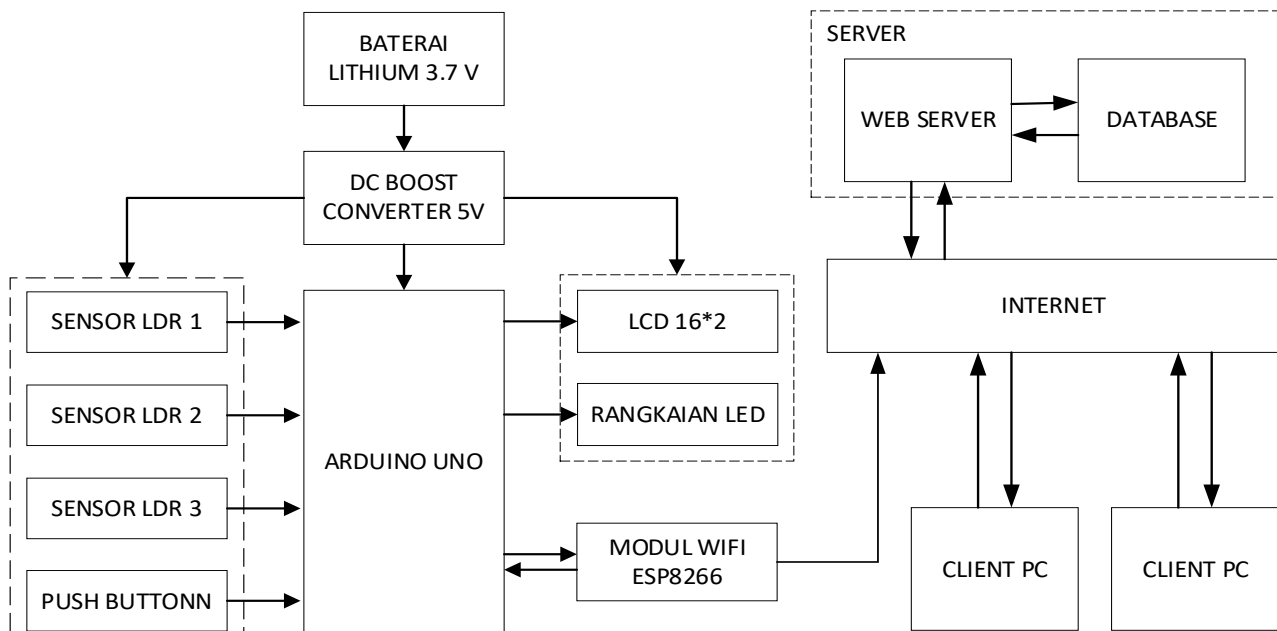 BATERAI
LITHIUM 3.7 V
SERVER
WEB SERVER
DATABASE
DC BOOST
CONVERTER 5V
SENSOR LDR 1
LCD 16*2
INTERNET
SENSOR LDR 2
RANGKAIAN LED
ARDUINO UNO
SENSOR LDR 3
MODUL WIFI
ESP8266
CLIENT PC
CLIENT PC
PUSH BUTTONN